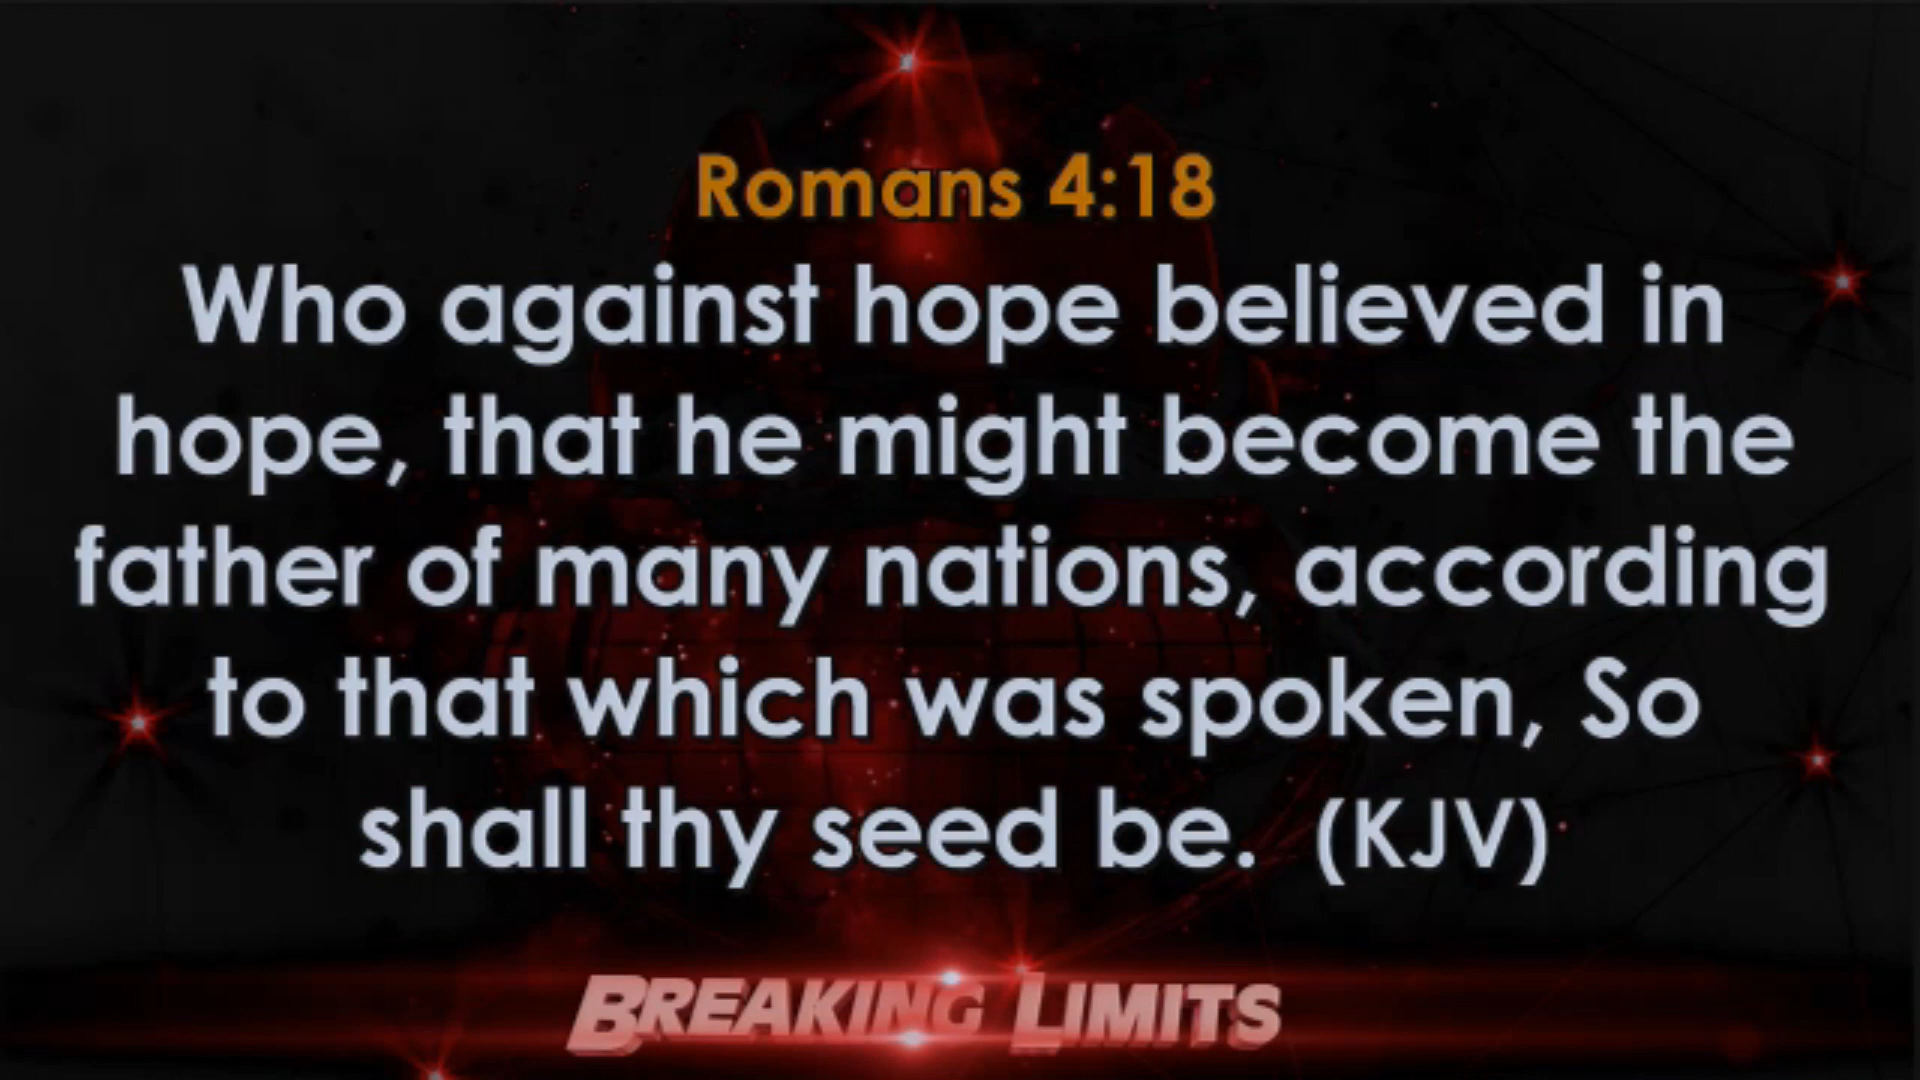 Romans 4:18
Who against hope believed in
hope, that he might become the
father of many nations, according
to that which was spoken, So
shall thy seed be.  (KJV)
BREAKING LIMITS